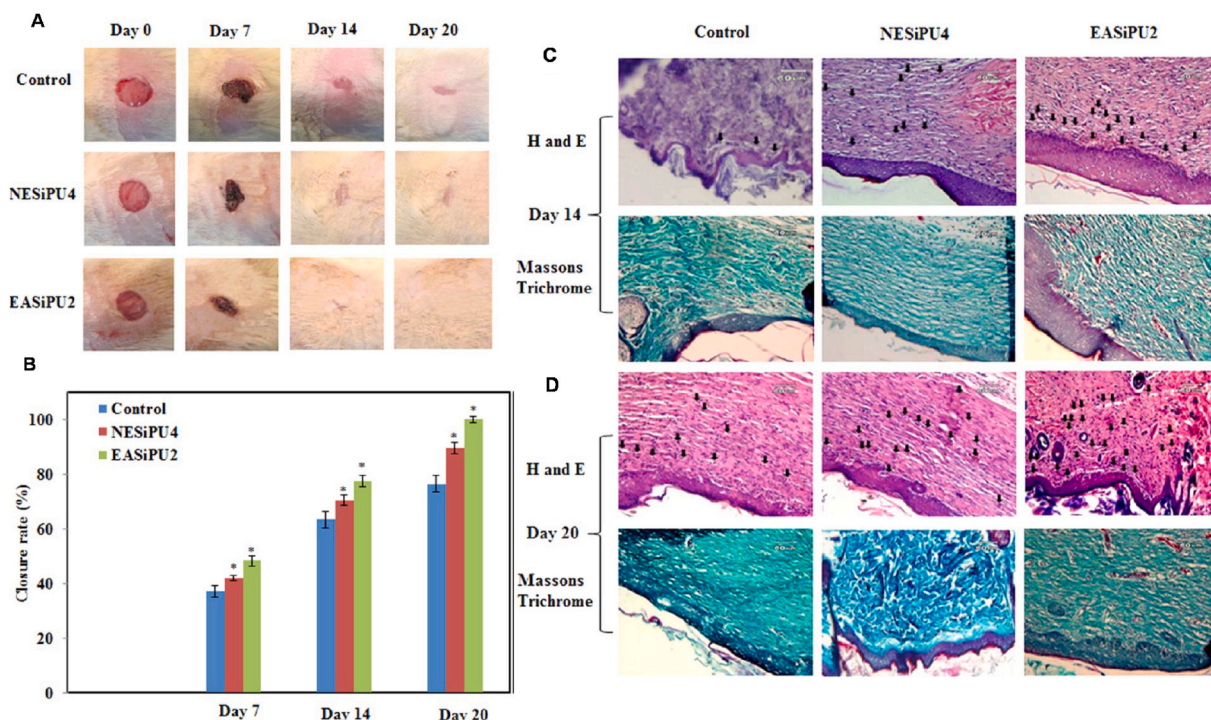 A
Day 0 Day 7 Day 14 Day 20
Control
NESiPU4
EASiPU2
B
Control
NESiPU4
EASiPU2
Closure rate (%)
100
80
60
40
20
0
* * * * * *
Day 7 Day 14 Day 20
C
Control NESiPU4 EASiPU2
H and E
Day 14
Massons
Trichrome
D
H and E
Day 20
Massons
Trichrome